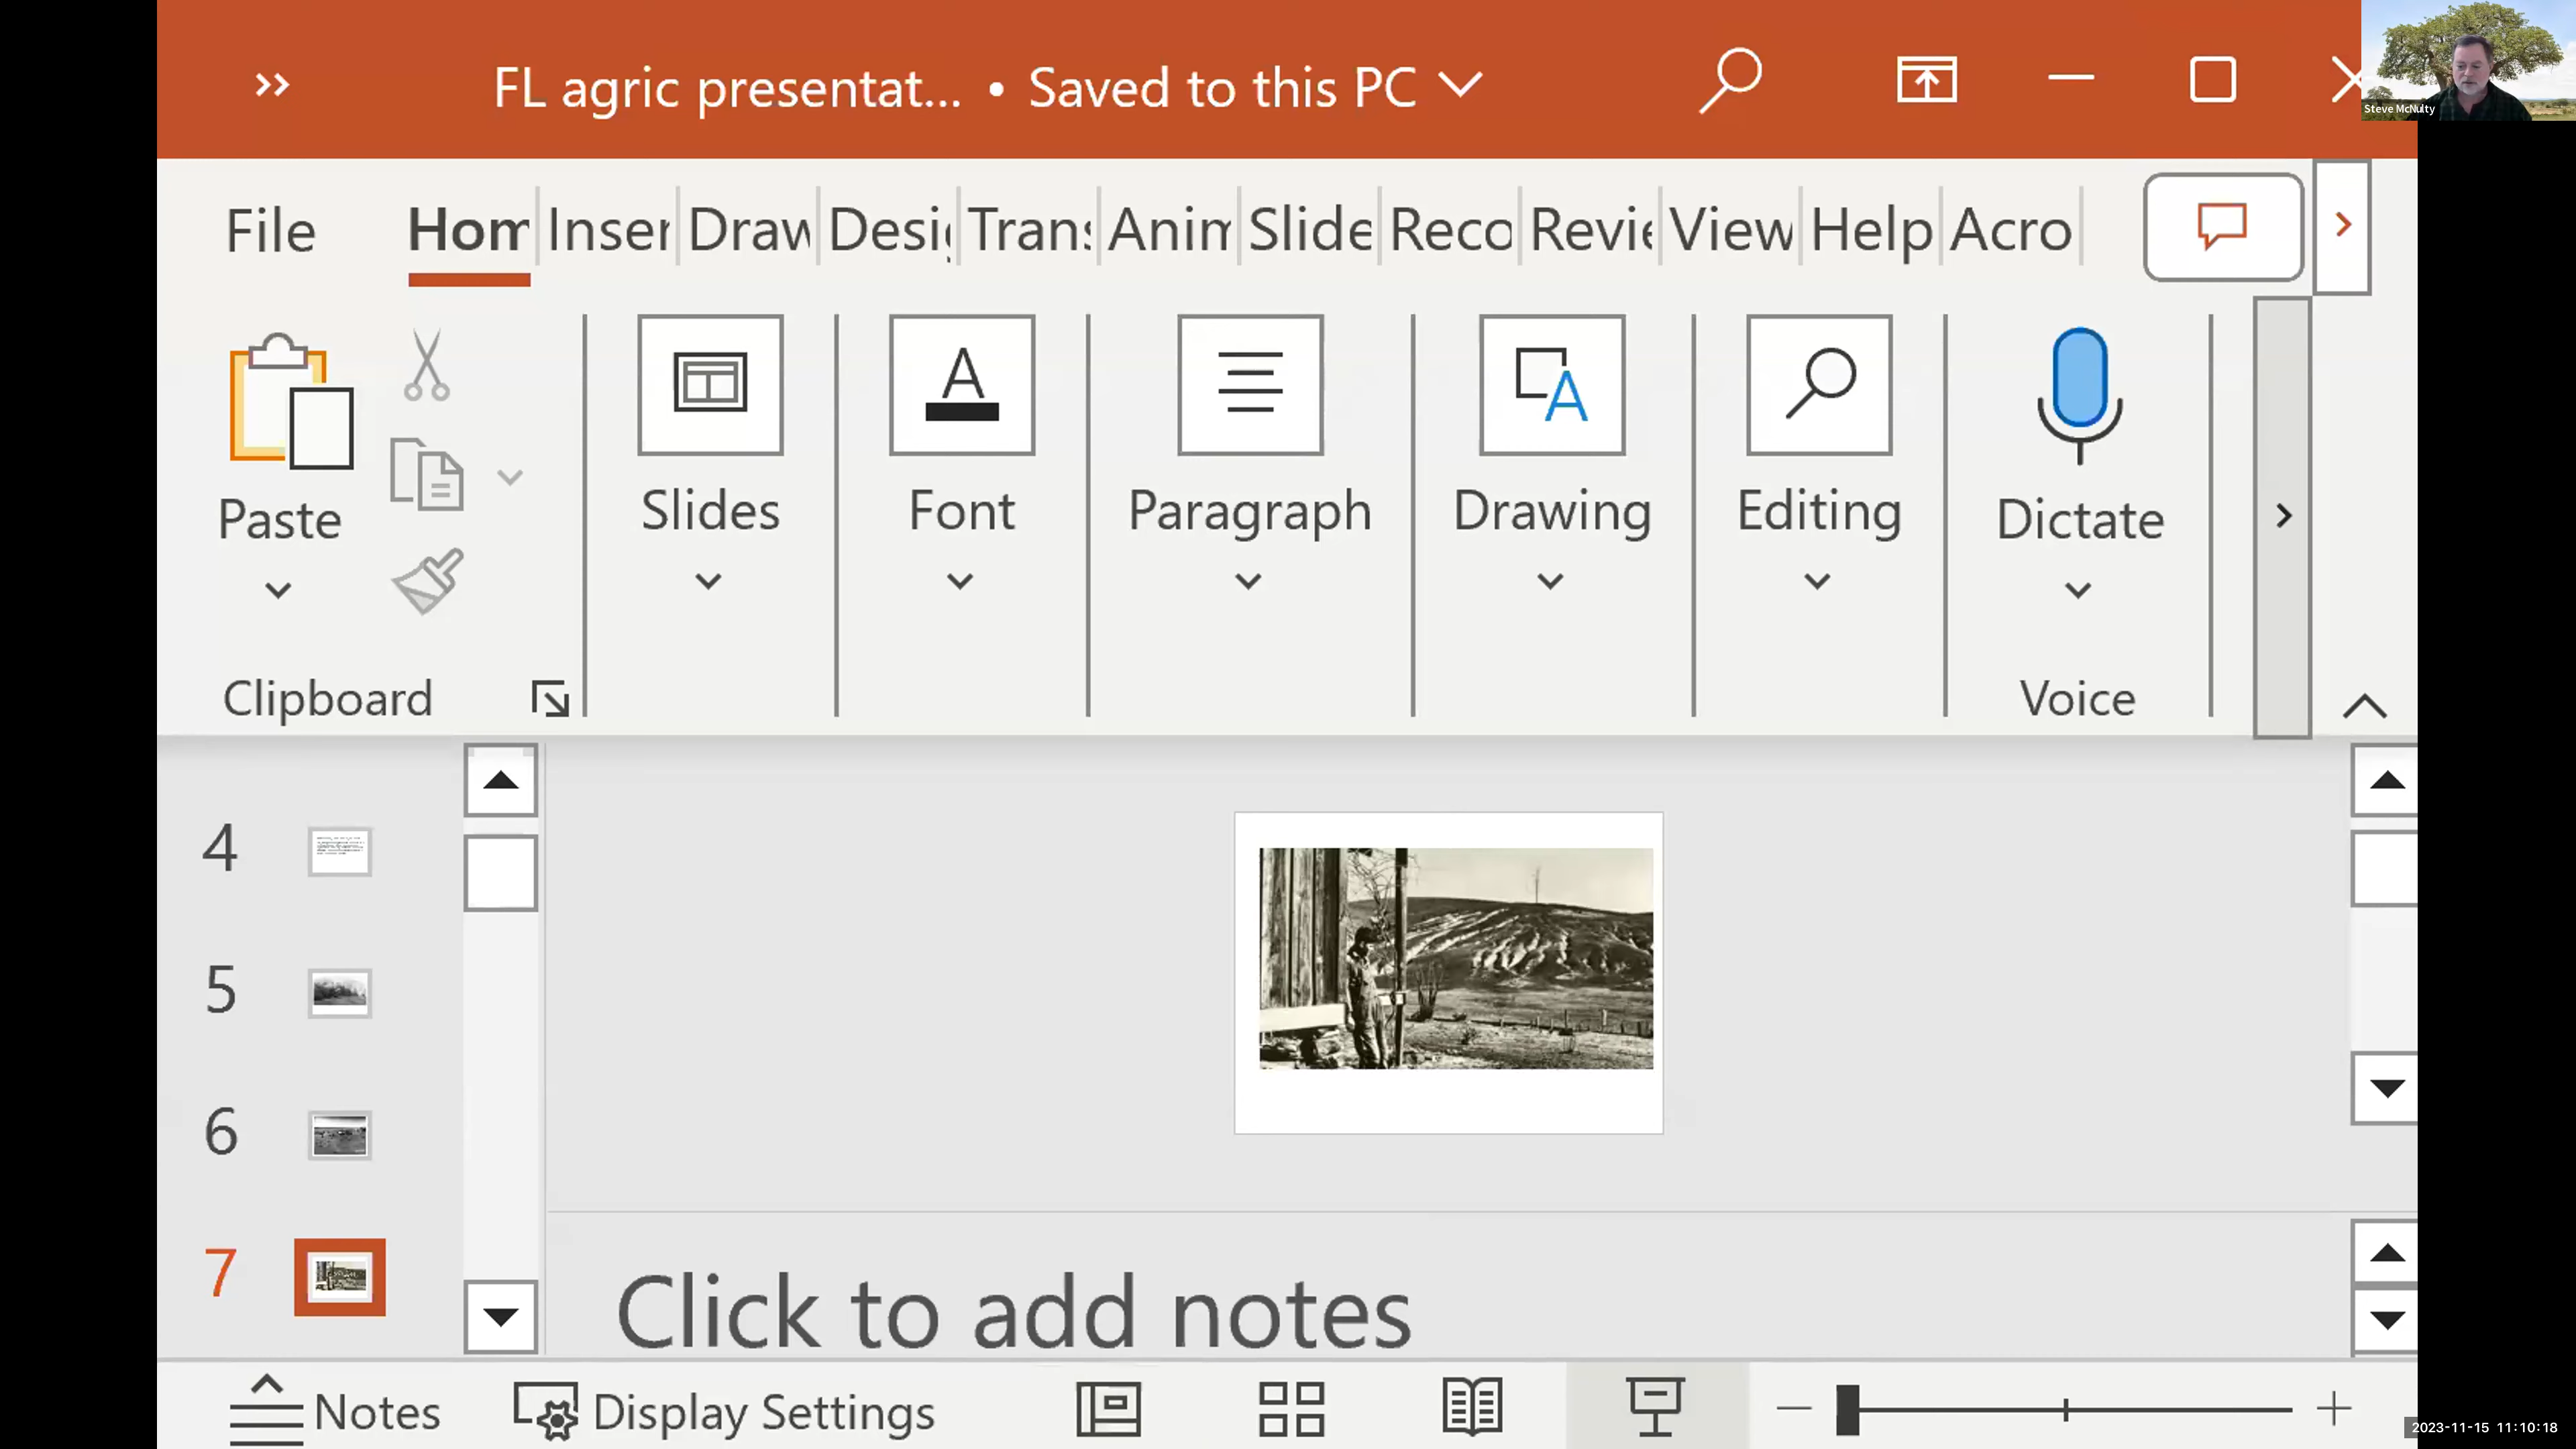 FL agric presentat... • Saved to this PC
Steve McNulty
File Hom Inser Draw Desi Trans Anim Slide Reco Revie View Help Acro
Paste Slides Font Paragraph Drawing Editing Dictate
Clipboard Voice
4
5
6
7
Click to add notes
Notes Display Settings
2023-11-15 11:10:18